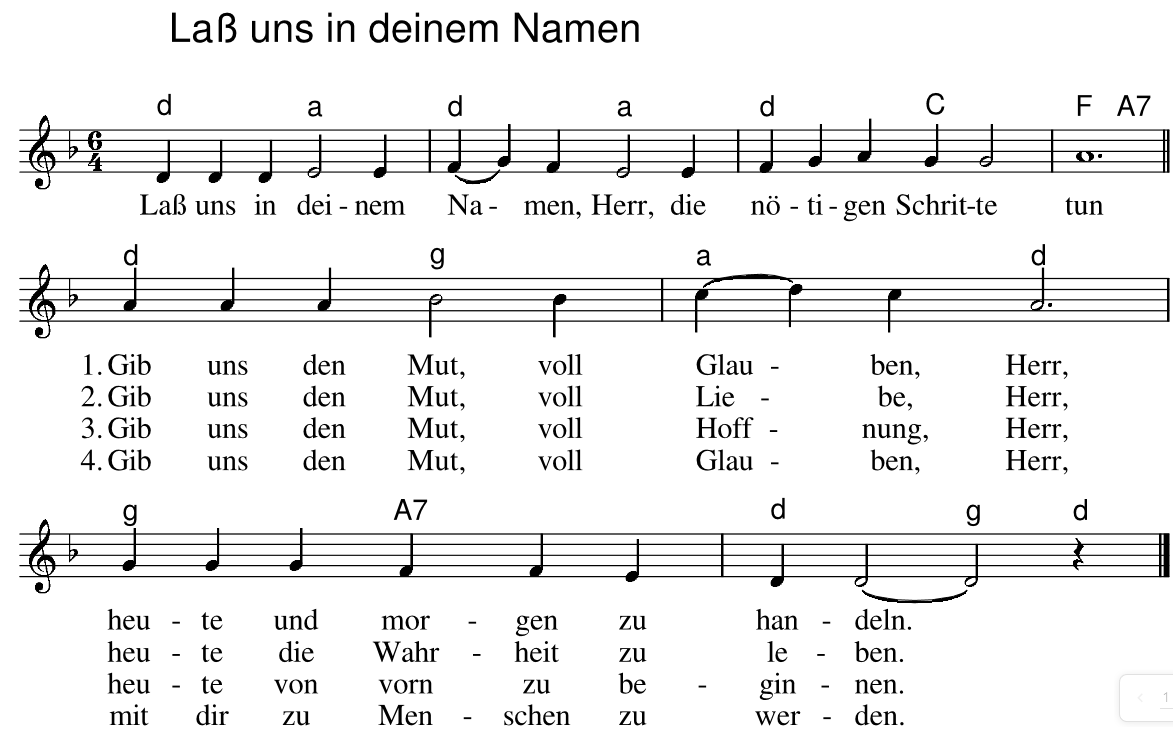 Laß uns in deinem Namen
d a d a d C F A7
6
4
Laß uns in dei - nem Na - men, Herr, die nö - ti - gen Schrit-te tun
d g a d
1. Gib uns den Mut, voll Glau - ben, Herr,
2. Gib uns den Mut, voll Lie - be, Herr,
3. Gib uns den Mut, voll Hoff - nung, Herr,
4. Gib uns den Mut, voll Glau - ben, Herr,
g A7 d g d
heu - te und mor - gen zu han - deln.
heu - te die Wahr - heit zu le - ben.
heu - te von vorn zu be - gin - nen.
mit dir zu Men - schen zu wer - den.
1